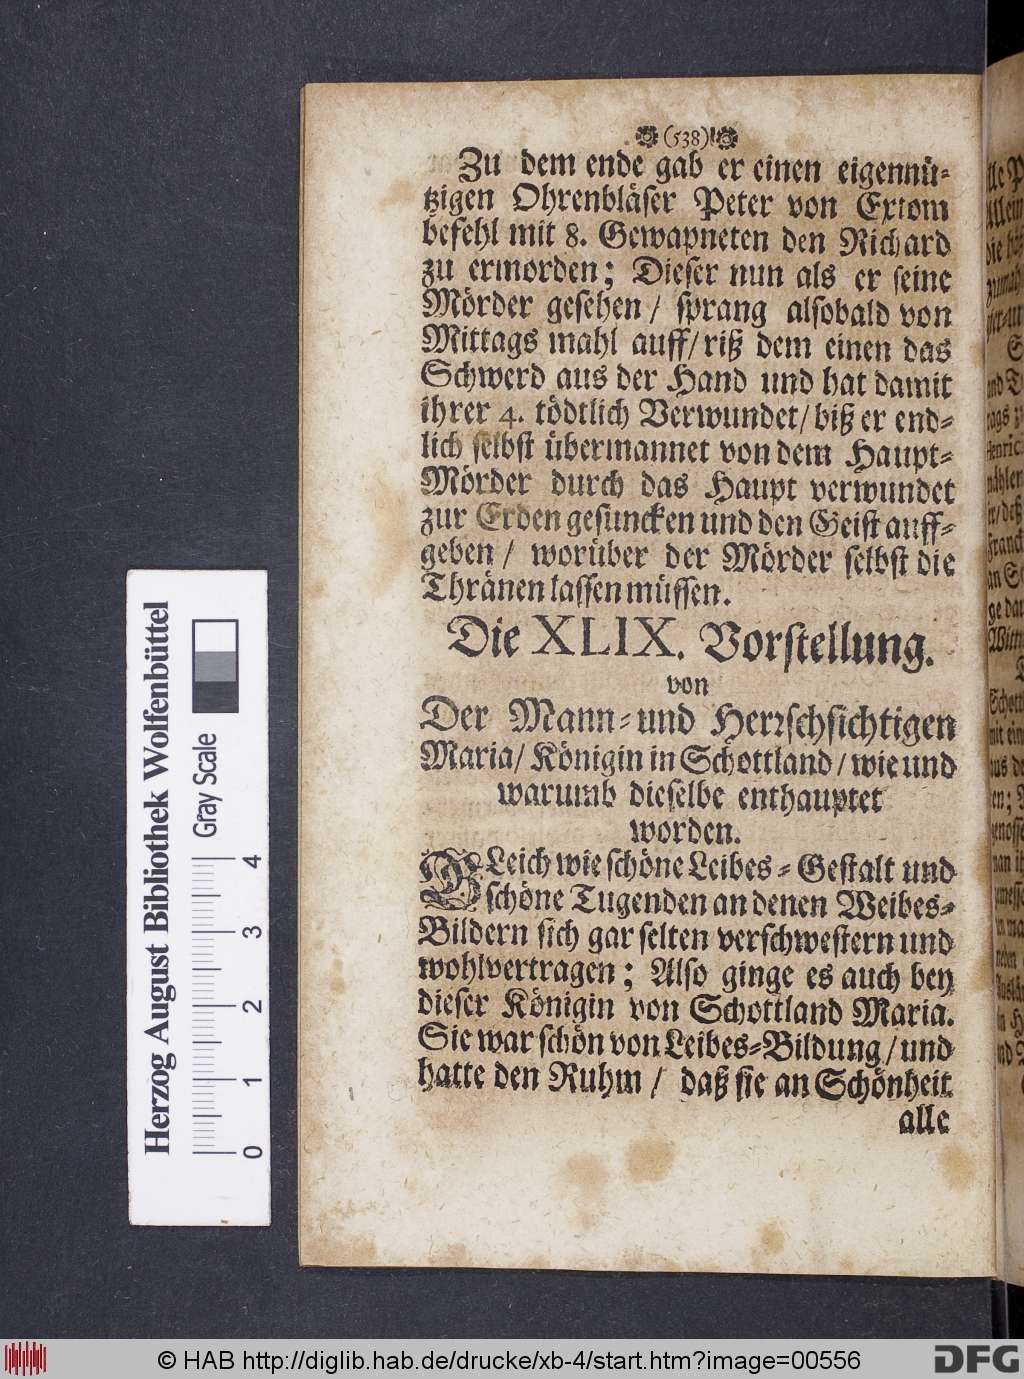 (538)
Zu dem ende gab er einen eigennü-
tzigen Ohrenbläser Peter von Extom
befehl mit 8. Gewapneten den Richard
zu ermorden; Dieser nun als er seine
Mörder gesehen / sprang alsobald von
Mittags mahl auff/ riß dem einen das
Schwerd aus der Hand und hat damit
ihrer 4. tödtlich Verwundet/ biß er end-
lich selbst übermannet von dem Haupt-
Mörder durch das Haupt verwundet
zur Erden gesuncken und den Geist auff-
geben / worüber der Mörder selbst die
Thränen lassen müssen.
Die XLIX. Vorstellung.
von
Der Mann- und Herrschsichtigen
Maria/ Königin in Schottland / wie und
warumb dieselbe enthauptet
worden.
GLeich wie schöne Leibes-Gestalt und
schöne Tugenden an denen Weibes-
Bildern sich gar selten verschwestern und
wohlvertragen; Also ginge es auch bey
dieser Königin von Schottland Maria.
Sie war schön von Leibes-Bildung/ und
hatte den Ruhm / daß sie an Schönheit
alle
Herzog August Bibliothek Wolfenbüttel
Gray Scale
0 1 2 3 4
© HAB http://diglib.hab.de/drucke/xb-4/start.htm?image=00556
DFG